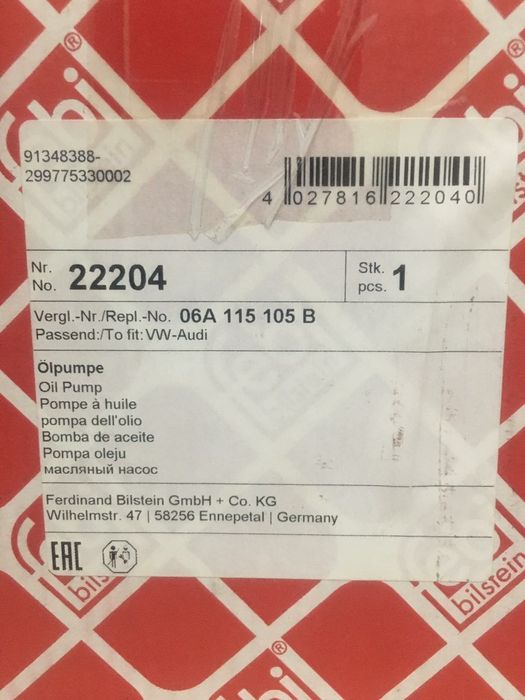 91348388-
299775330002
4 027816 222040
Nr.
No. 22204
Stk.
pcs. 1
Vergl.-Nr./Repl.-No. 06A 115 105 B
Passend:/To fit: VW-Audi
Ölpumpe
Oil Pump
Pompe à huile
pompa dell'olio
Bomba de aceite
Pompa oleju
масляный насос
Ferdinand Bilstein GmbH + Co. KG
Wilhelmstr. 47 | 58256 Ennepetal | Germany
EAC
febi
bilstein
bilstein